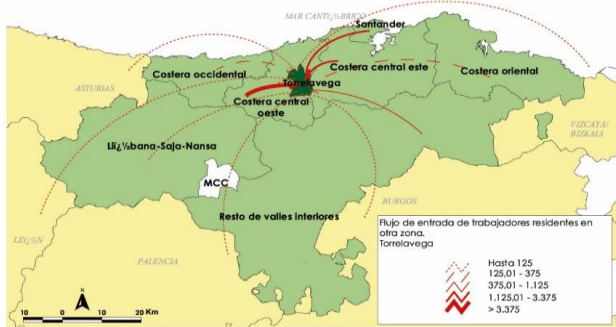 MAR CANTï¿½BRICO
Santander
ASTURIAS
Costera occidental
Costera central este
Costera oriental
Torrelavega
Costera central
oeste
VIZCAYA/
BIZKAIA
Llï¿½bana-Saja-Nansa
MCC
BURGOS
Resto de valles interiores
LEï¿½N
PALENCIA
Flujo de entrada de trabajadores residentes en
otra zona.
Torrelavega
Hasta 125
125,01 - 375
375,01 - 1.125
1.125,01 - 3.375
> 3.375
N
10 0 10 20 Km